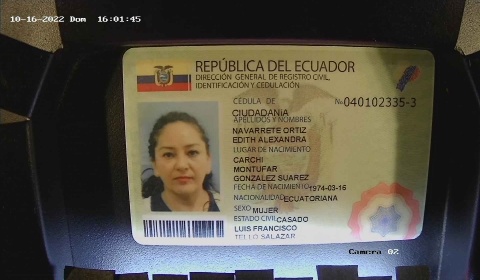 10-16-2022 Dom 16:01:45
REPÚBLICA DEL ECUADOR
DIRECCIÓN GENERAL DE REGISTRO CIVIL,
IDENTIFICACIÓN Y CEDULACIÓN
CÉDULA DE No 040102335-3
CIUDADANÍA
APELLIDOS Y NOMBRES
NAVARRETE ORTIZ
EDITH ALEXANDRA
LUGAR DE NACIMIENTO
CARCHI
MONTUFAR
GONZALEZ SUAREZ
FECHA DE NACIMIENTO 1974-03-16
NACIONALIDAD ECUATORIANA
SEXO MUJER
ESTADO CIVIL CASADO
LUIS FRANCISCO
TELLO SALAZAR
Camera 02